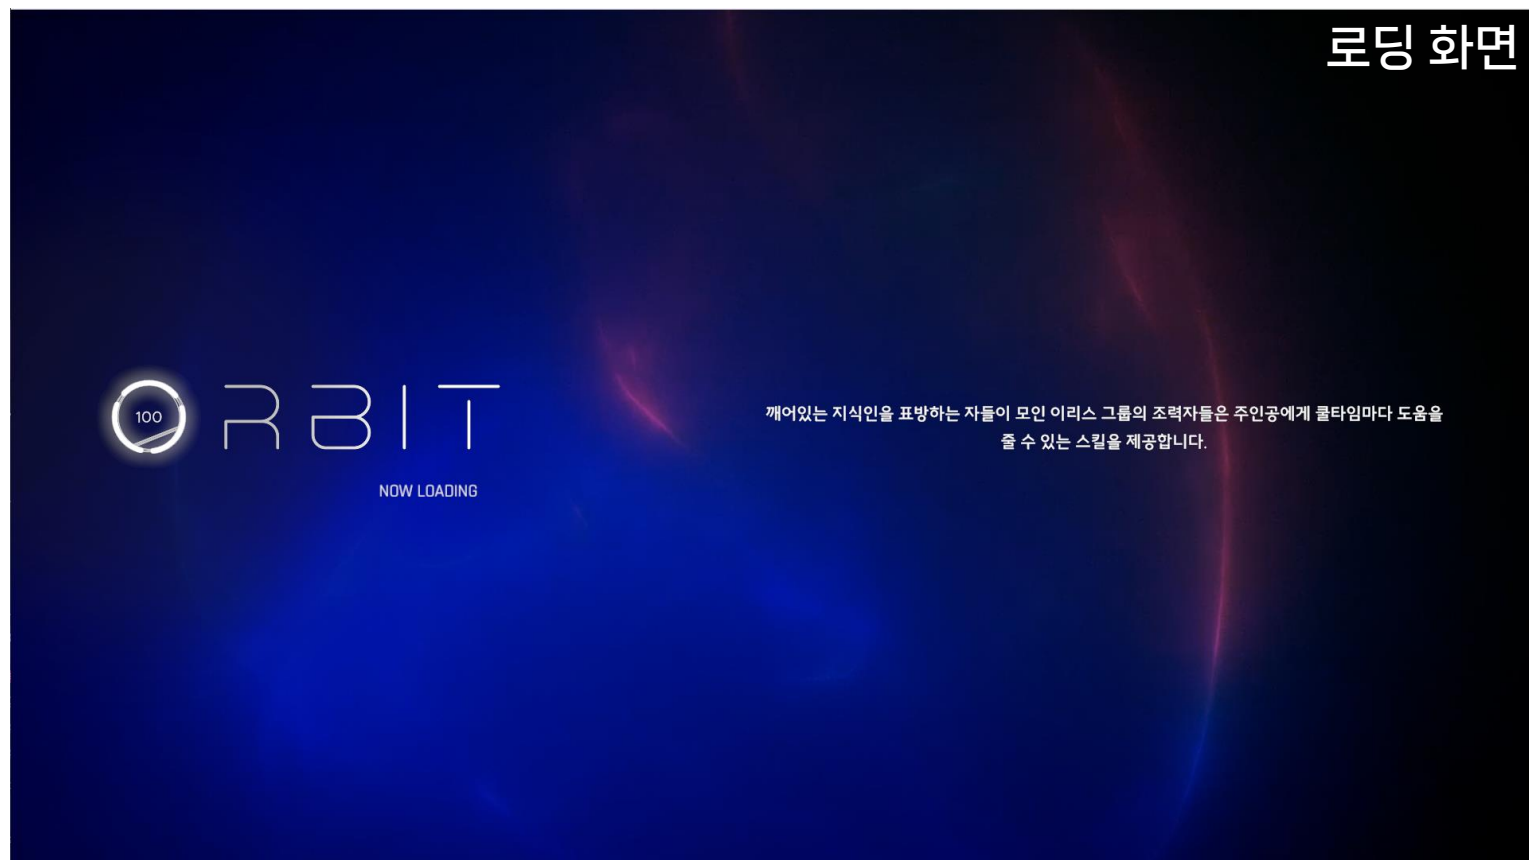 로딩 화면
ORBIT
100
NOW LOADING
깨어있는 지식인을 표방하는 자들이 모인 이리스 그룹의 조력자들은 주인공에게 쿨타임마다 도움을
줄 수 있는 스킬을 제공합니다.